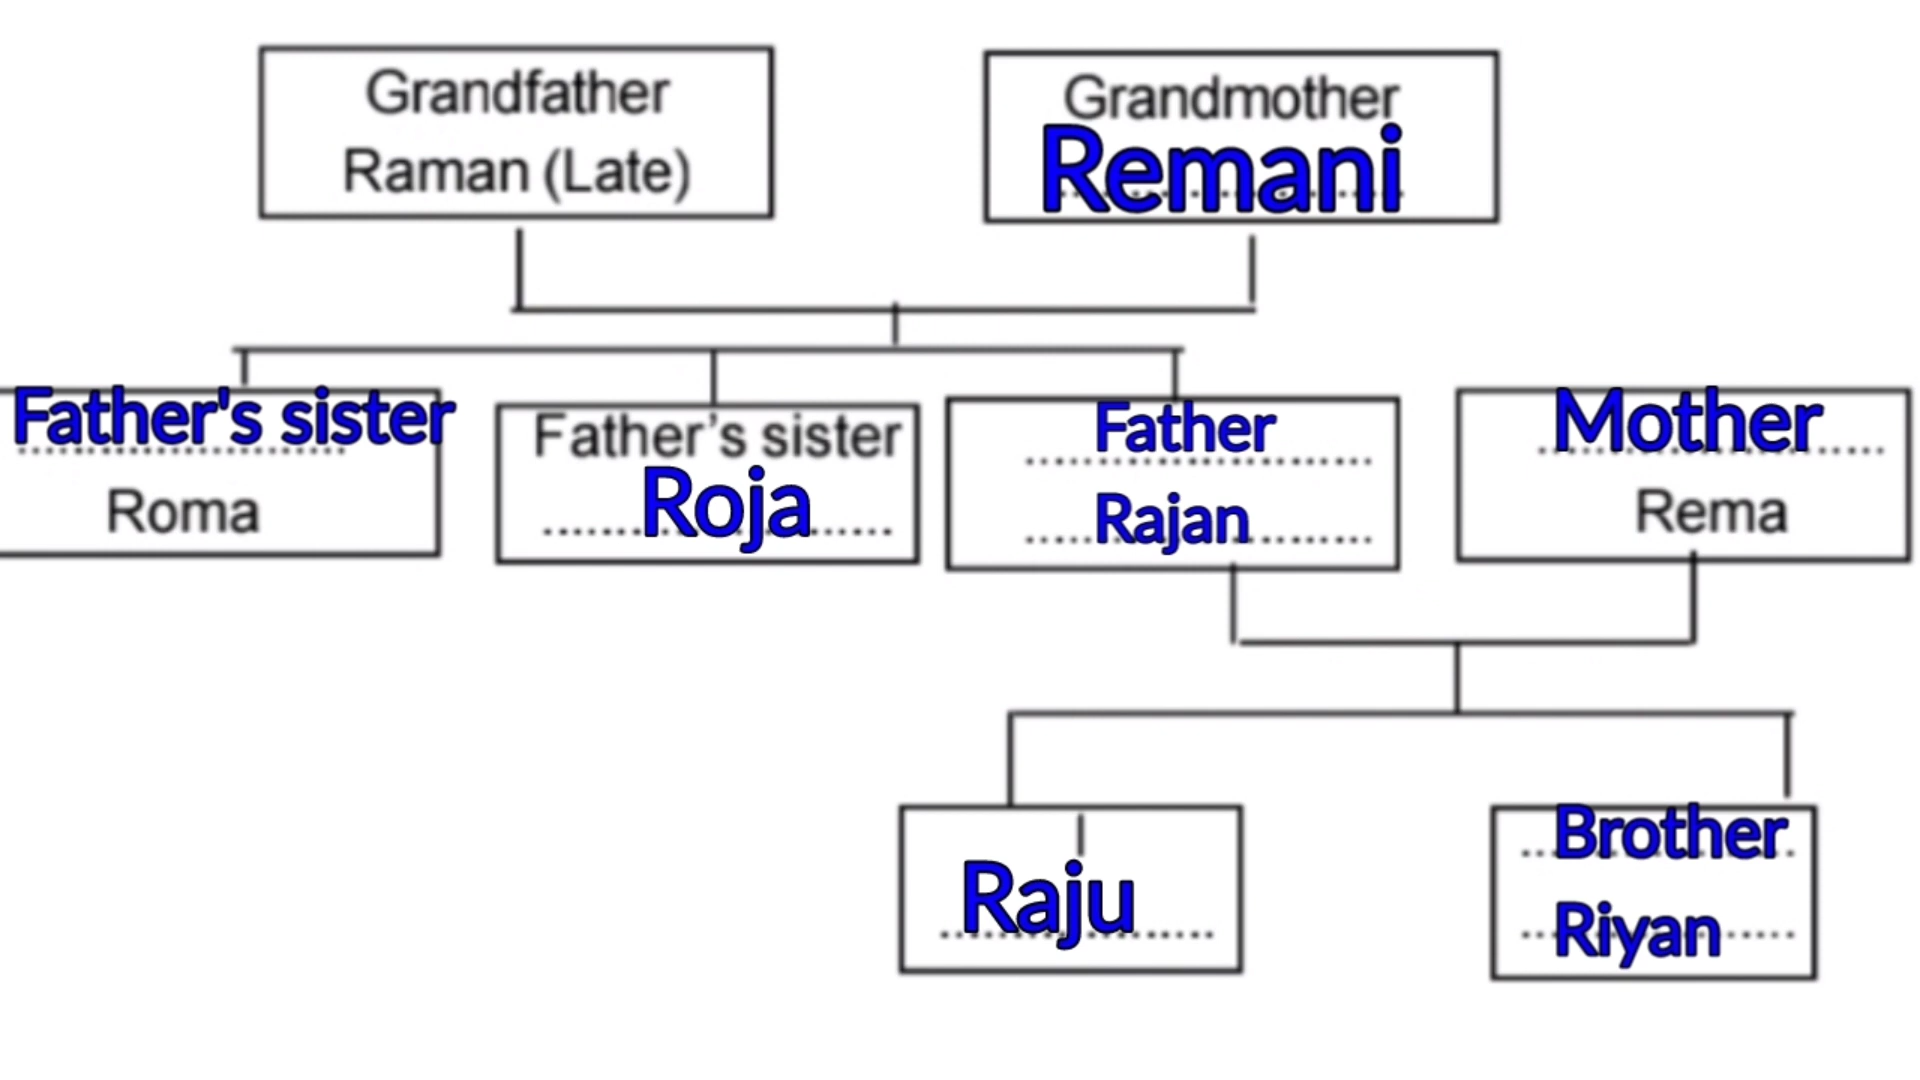 Grandfather
Raman (Late)
Grandmother
Remani
Father's sister
Roma
Father’s sister
Roja
Father
Rajan
Mother
Rema
I
Raju
Brother
Riyan